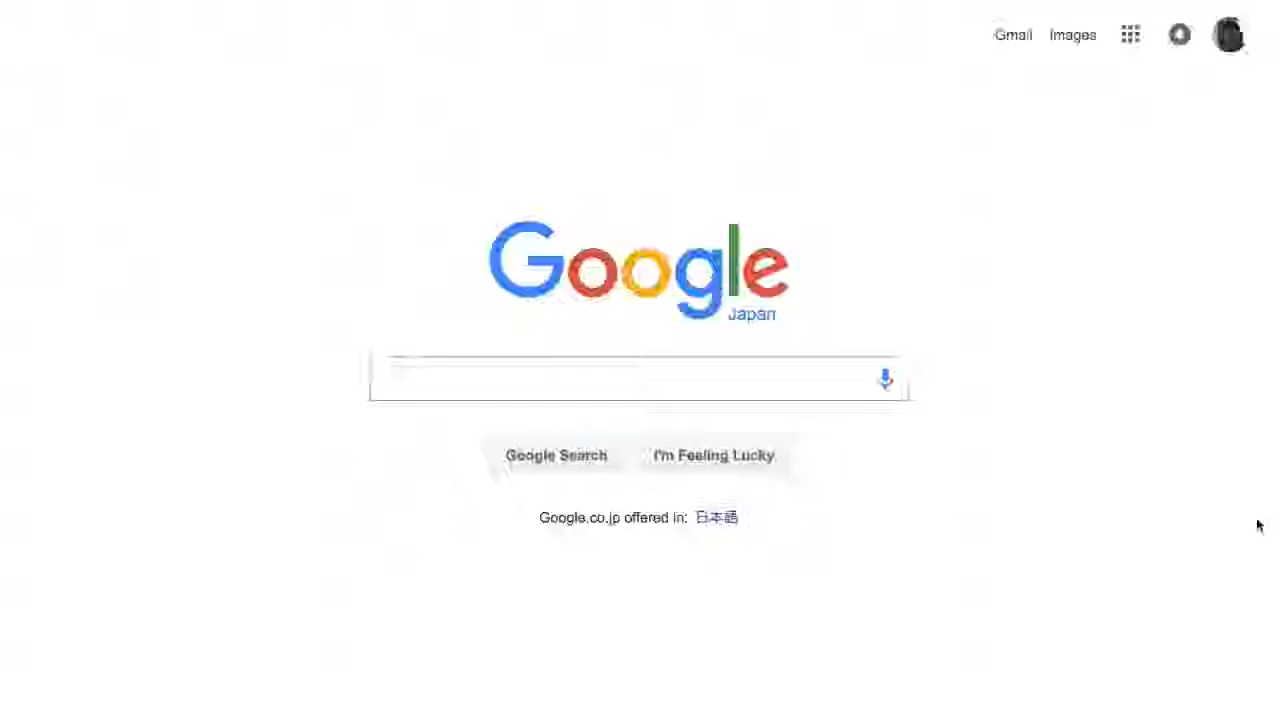 Gmail Images
Google
Japan
Google Search I'm Feeling Lucky
Google.co.jp offered in: 日本語